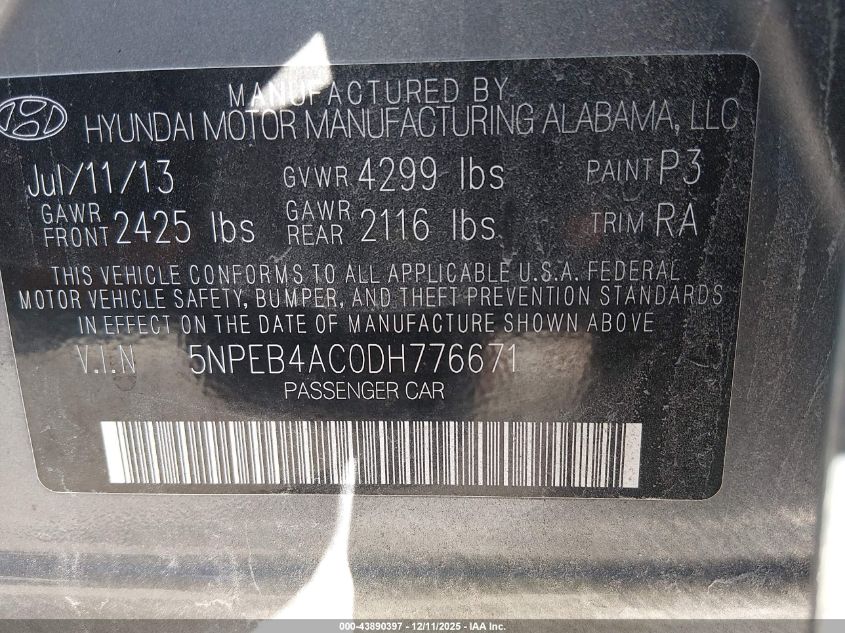 MANUFACTURED BY
HYUNDAI MOTOR MANUFACTURING ALABAMA, LLC
Jul/11/13 GVWR 4299 lbs PAINT P3
GAWR FRONT 2425 lbs GAWR REAR 2116 lbs TRIM RA
THIS VEHICLE CONFORMS TO ALL APPLICABLE U.S.A. FEDERAL
MOTOR VEHICLE SAFETY, BUMPER, AND THEFT PREVENTION STANDARDS
IN EFFECT ON THE DATE OF MANUFACTURE SHOWN ABOVE
V.I.N 5NPEB4AC0DH776671
PASSENGER CAR
000-43890397 - 12/11/2025 - IAA Inc.